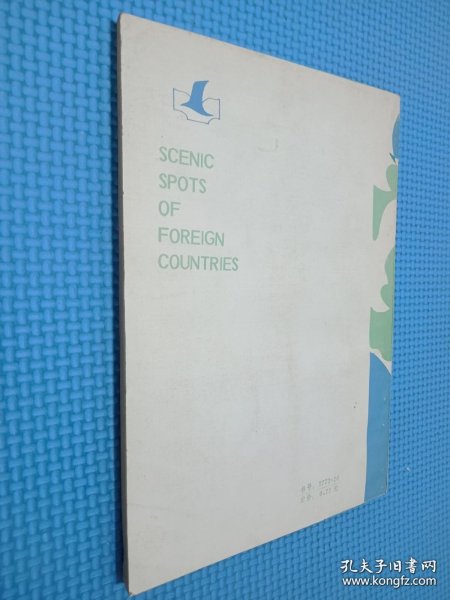 SCENIC
SPOTS
OF
FOREIGN
COUNTRIES
孔夫子旧书网
www.kongfz.com